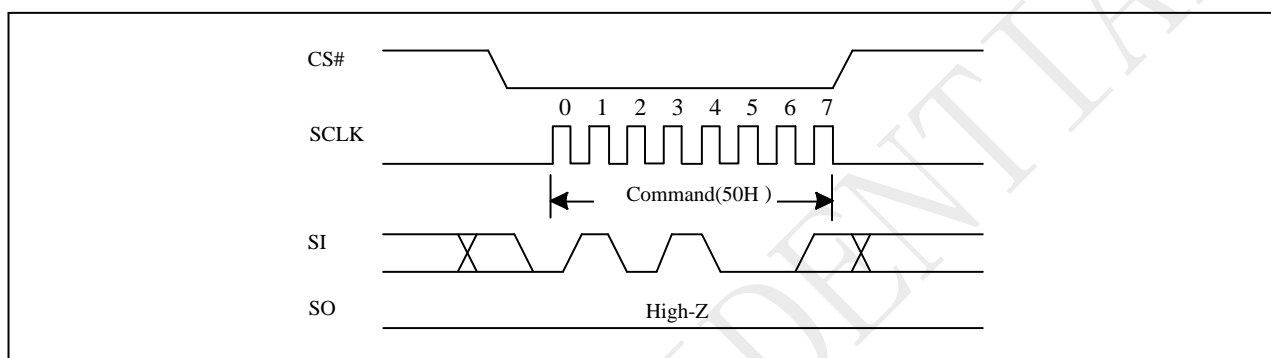 CS#
0 1 2 3 4 5 6 7
SCLK
Command(50H )
SI
SO
High-Z